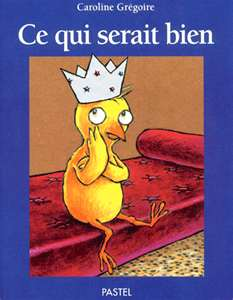 Caroline Grégoire
Ce qui serait bien
PASTEL